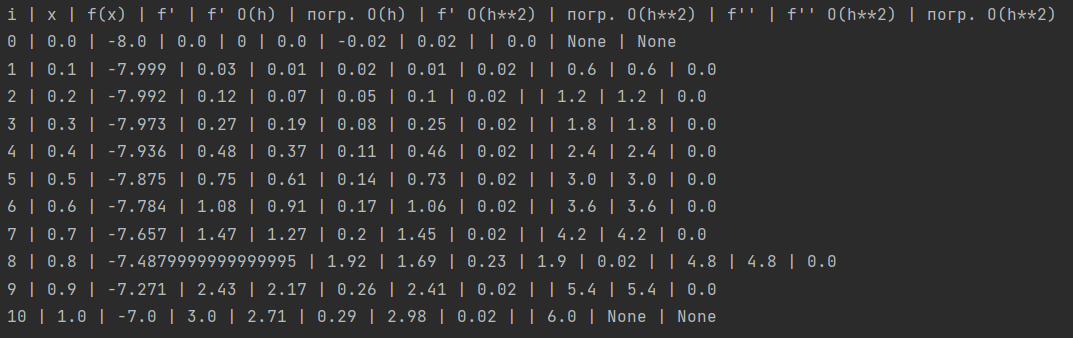 i | x | f(x) | f' | f' O(h) | погр. O(h) | f' O(h**2) | погр. O(h**2) | f'' | f'' O(h**2) | погр. O(h**2)
0 | 0.0 | -8.0 | 0.0 | 0 | 0.0 | -0.02 | 0.02 | | 0.0 | None | None
1 | 0.1 | -7.999 | 0.03 | 0.01 | 0.02 | 0.01 | 0.02 | | 0.6 | 0.6 | 0.0
2 | 0.2 | -7.992 | 0.12 | 0.07 | 0.05 | 0.1 | 0.02 | | 1.2 | 1.2 | 0.0
3 | 0.3 | -7.973 | 0.27 | 0.19 | 0.08 | 0.25 | 0.02 | | 1.8 | 1.8 | 0.0
4 | 0.4 | -7.936 | 0.48 | 0.37 | 0.11 | 0.46 | 0.02 | | 2.4 | 2.4 | 0.0
5 | 0.5 | -7.875 | 0.75 | 0.61 | 0.14 | 0.73 | 0.02 | | 3.0 | 3.0 | 0.0
6 | 0.6 | -7.784 | 1.08 | 0.91 | 0.17 | 1.06 | 0.02 | | 3.6 | 3.6 | 0.0
7 | 0.7 | -7.657 | 1.47 | 1.27 | 0.2 | 1.45 | 0.02 | | 4.2 | 4.2 | 0.0
8 | 0.8 | -7.4879999999999995 | 1.92 | 1.69 | 0.23 | 1.9 | 0.02 | | 4.8 | 4.8 | 0.0
9 | 0.9 | -7.271 | 2.43 | 2.17 | 0.26 | 2.41 | 0.02 | | 5.4 | 5.4 | 0.0
10 | 1.0 | -7.0 | 3.0 | 2.71 | 0.29 | 2.98 | 0.02 | | 6.0 | None | None